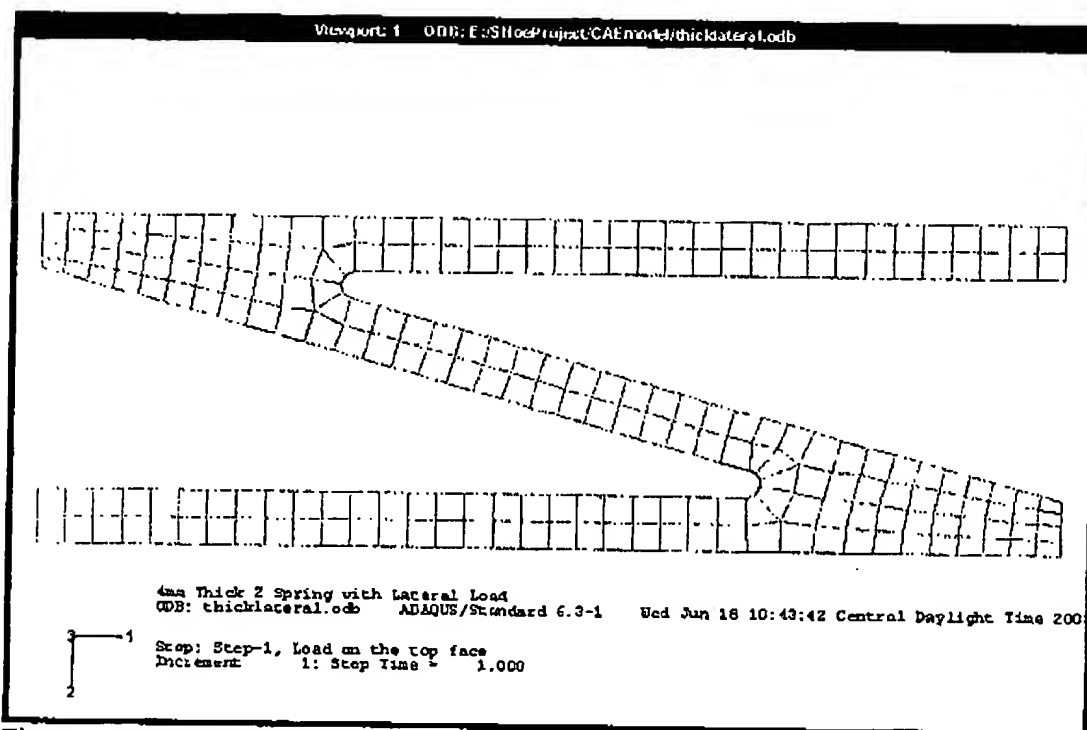 Viewport: 1 ODB: E:/SHoeProject/CAEmodel/thicklateral.odb
4mm Thick Z Spring with Lateral Load
ODB: thicklateral.odb ABAQUS/Standard 6.3-1 Wed Jun 18 10:43:42 Central Daylight Time 200
3 1
2
Step: Step-1, Load on the top face
Increment 1: Step Time = 1.000